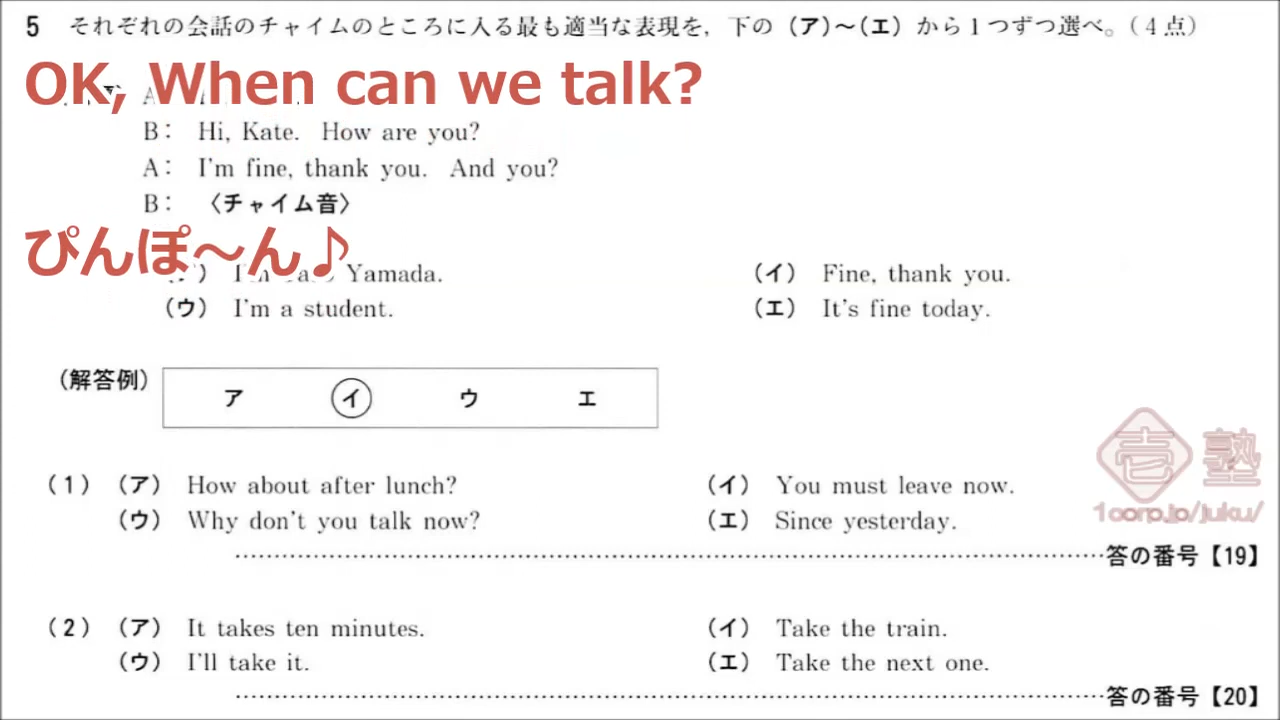 5 それぞれの会話のチャイムのところに入る最も適当な表現を，下の（ア）～（エ）から1つずつ選べ。（4点）
OK, When can we talk?
B： Hi, Kate. How are you?
A： I'm fine, thank you. And you?
B： 〈チャイム音〉
ぴんぽ～ん♪
Yamada. （イ） Fine, thank you.
（ウ） I'm a student. （エ） It's fine today.
（解答例） ア イ ウ エ
（1）（ア） How about after lunch? （イ） You must leave now.
（ウ） Why don't you talk now? （エ） Since yesterday.
答の番号【19】
（2）（ア） It takes ten minutes. （イ） Take the train.
（ウ） I'll take it. （エ） Take the next one.
答の番号【20】
壱塾
1corp.jp/juku/